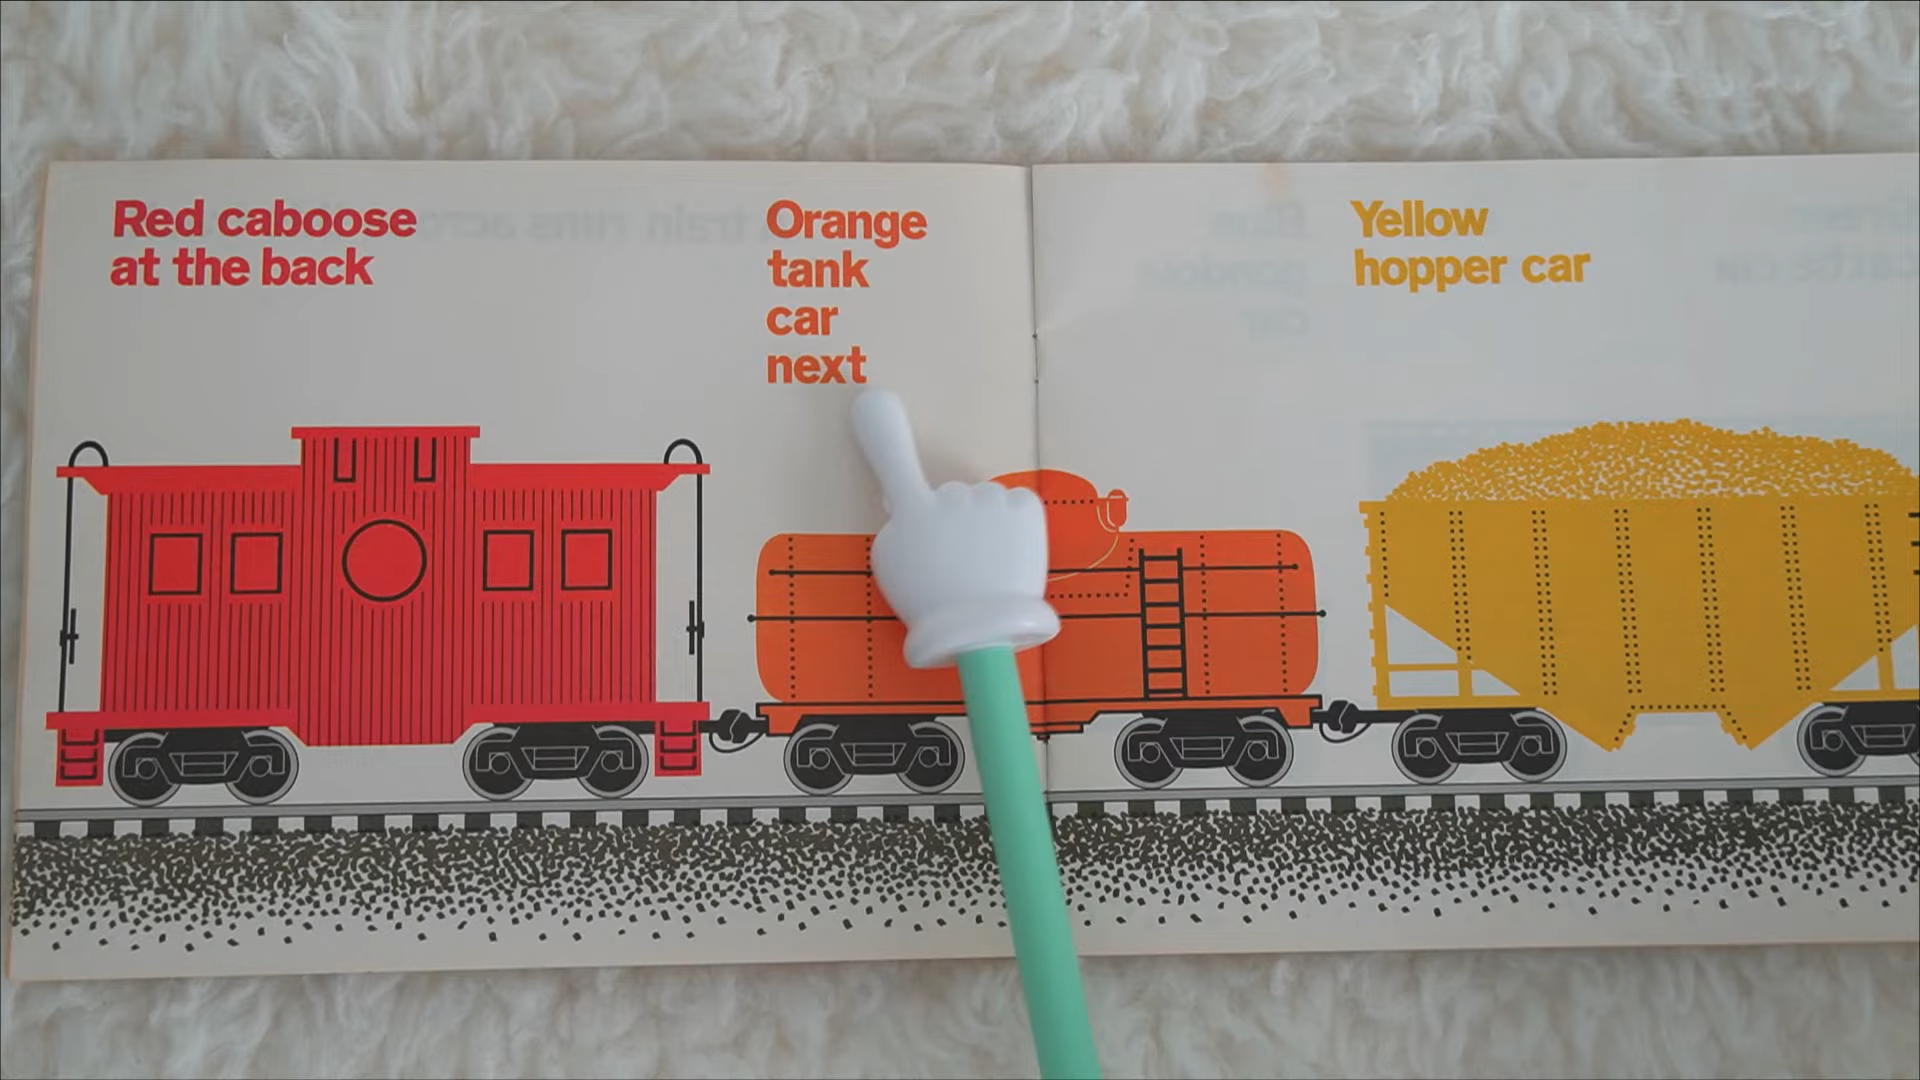 Red caboose
at the back
Orange
tank
car
next
Yellow
hopper car